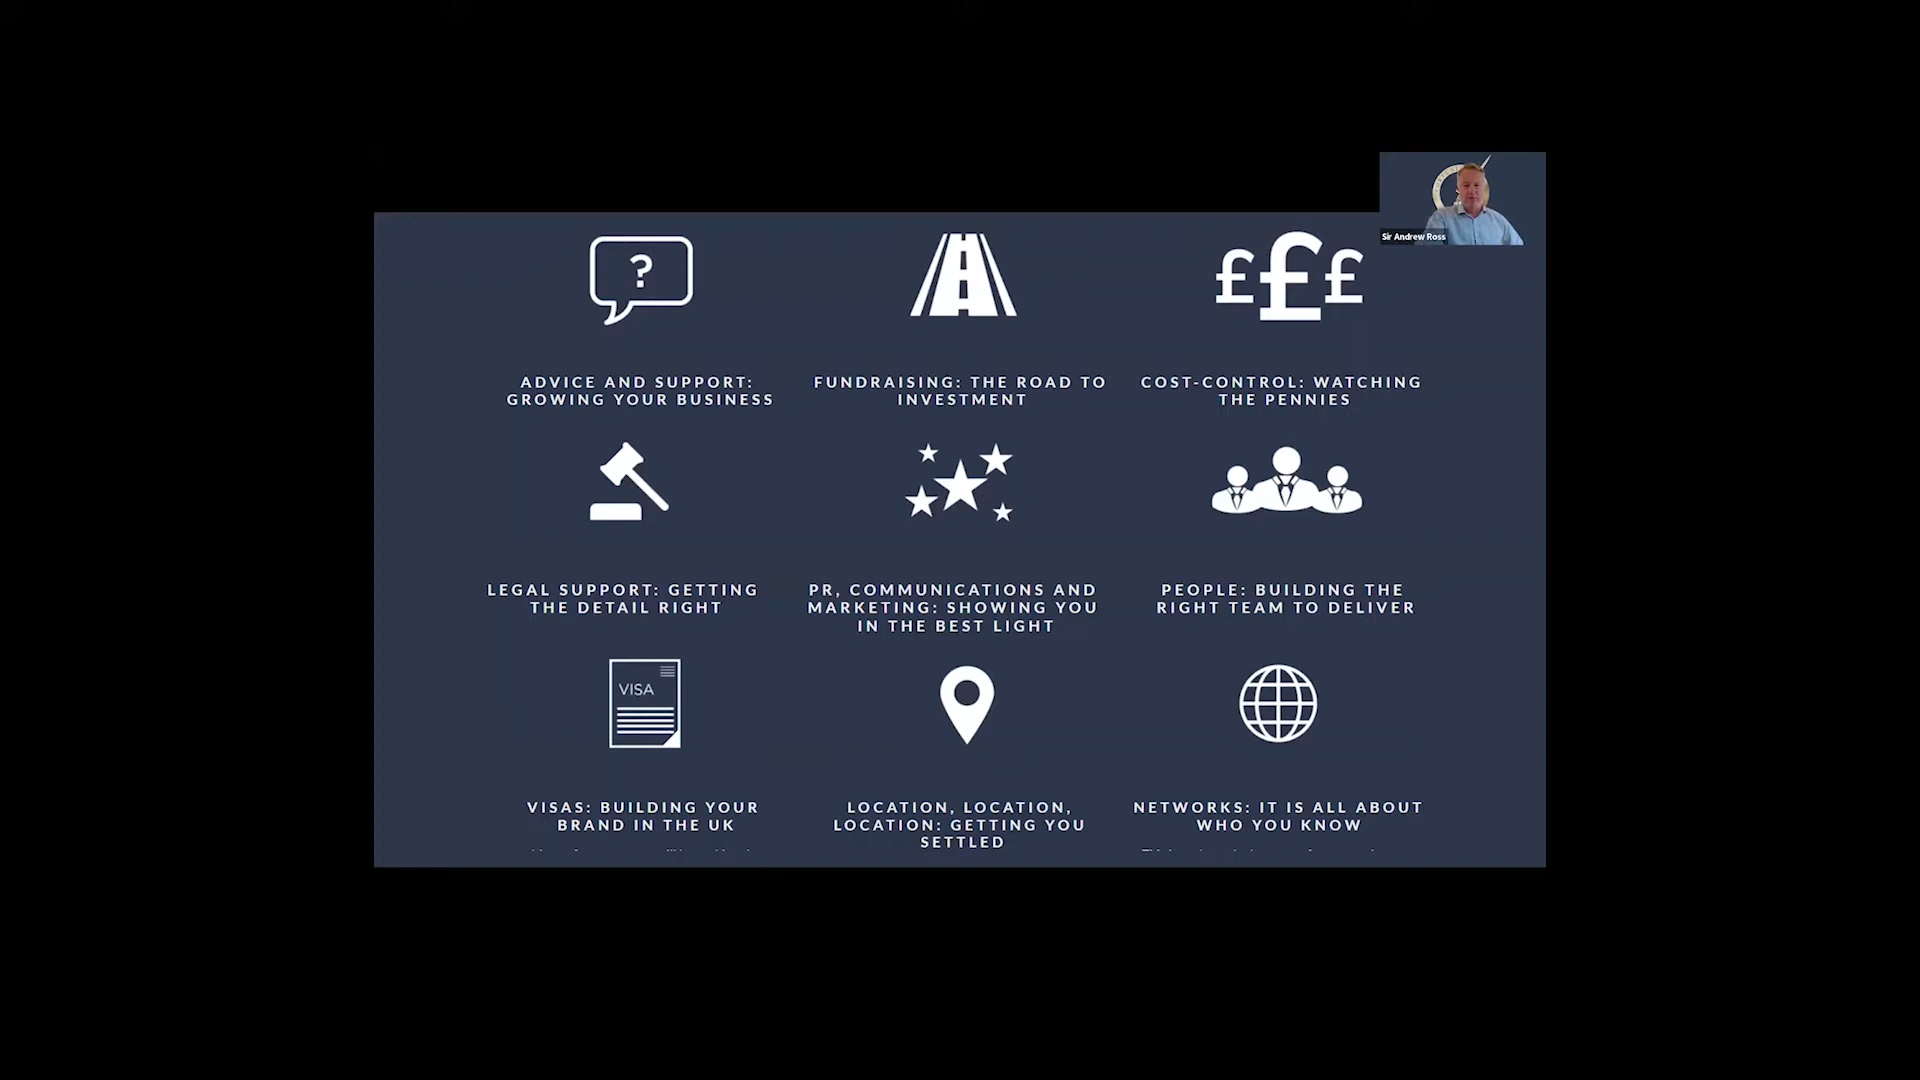 Sir Andrew Ross
?
£££
ADVICE AND SUPPORT:
GROWING YOUR BUSINESS
FUNDRAISING: THE ROAD TO
INVESTMENT
COST-CONTROL: WATCHING
THE PENNIES
LEGAL SUPPORT: GETTING
THE DETAIL RIGHT
PR, COMMUNICATIONS AND
MARKETING: SHOWING YOU
IN THE BEST LIGHT
PEOPLE: BUILDING THE
RIGHT TEAM TO DELIVER
VISA
VISAS: BUILDING YOUR
BRAND IN THE UK
LOCATION, LOCATION,
LOCATION: GETTING YOU
SETTLED
NETWORKS: IT IS ALL ABOUT
WHO YOU KNOW